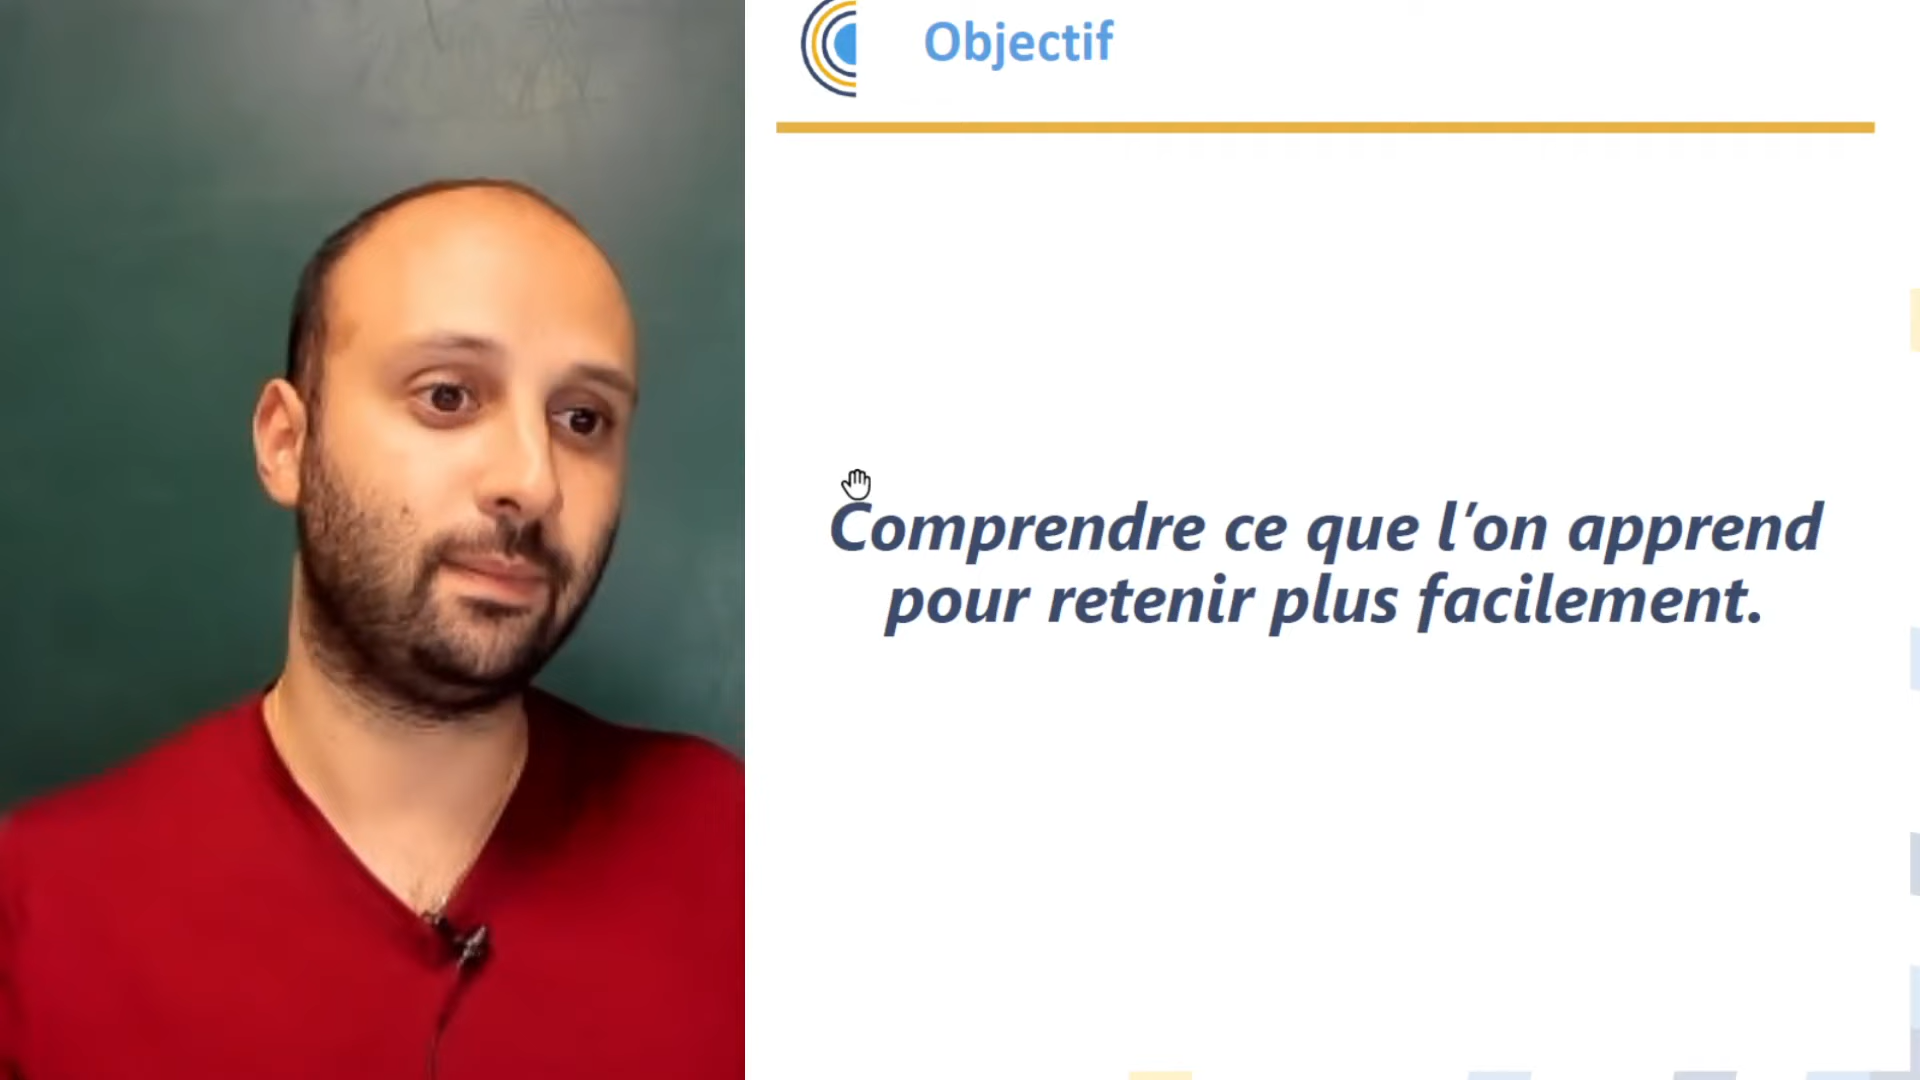 Objectif
Comprendre ce que l'on apprend
pour retenir plus facilement.